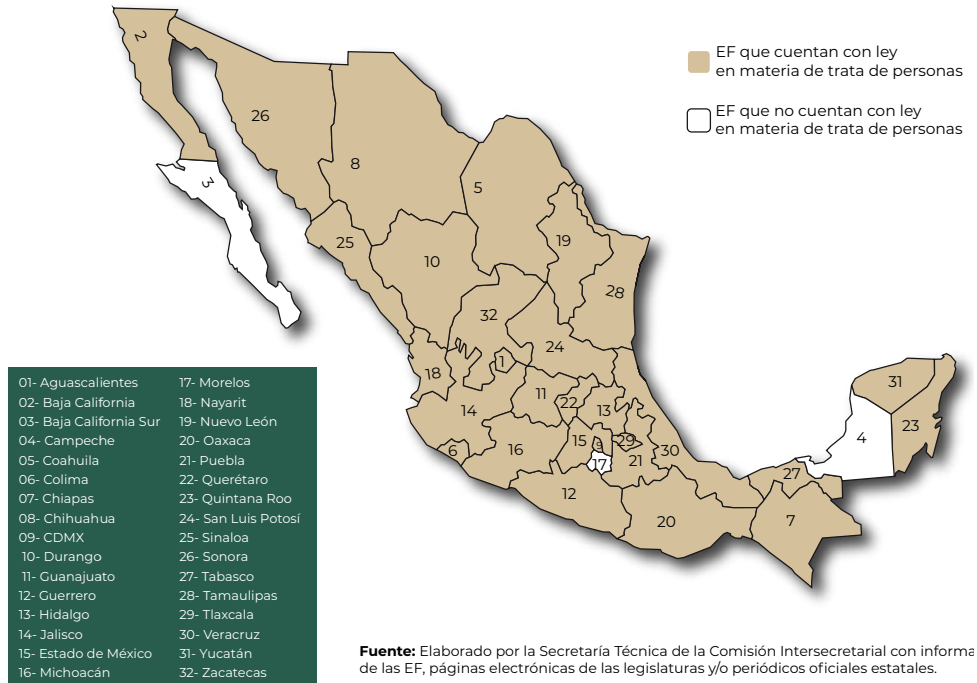 EF que cuentan con ley
en materia de trata de personas
EF que no cuentan con ley
en materia de trata de personas
2
26
8
5
3
19
25
10
28
32
24
1
18
31
11
22
14
13
23
4
15
9
29
6
16
17
21
30
27
12
20
7
01- Aguascalientes
02- Baja California
03- Baja California Sur
04- Campeche
05- Coahuila
06- Colima
07- Chiapas
08- Chihuahua
09- CDMX
10- Durango
11- Guanajuato
12- Guerrero
13- Hidalgo
14- Jalisco
15- Estado de México
16- Michoacán
17- Morelos
18- Nayarit
19- Nuevo León
20- Oaxaca
21- Puebla
22- Querétaro
23- Quintana Roo
24- San Luis Potosí
25- Sinaloa
26- Sonora
27- Tabasco
28- Tamaulipas
29- Tlaxcala
30- Veracruz
31- Yucatán
32- Zacatecas
Fuente: Elaborado por la Secretaría Técnica de la Comisión Intersecretarial con informa
de las EF, páginas electrónicas de las legislaturas y/o periódicos oficiales estatales.